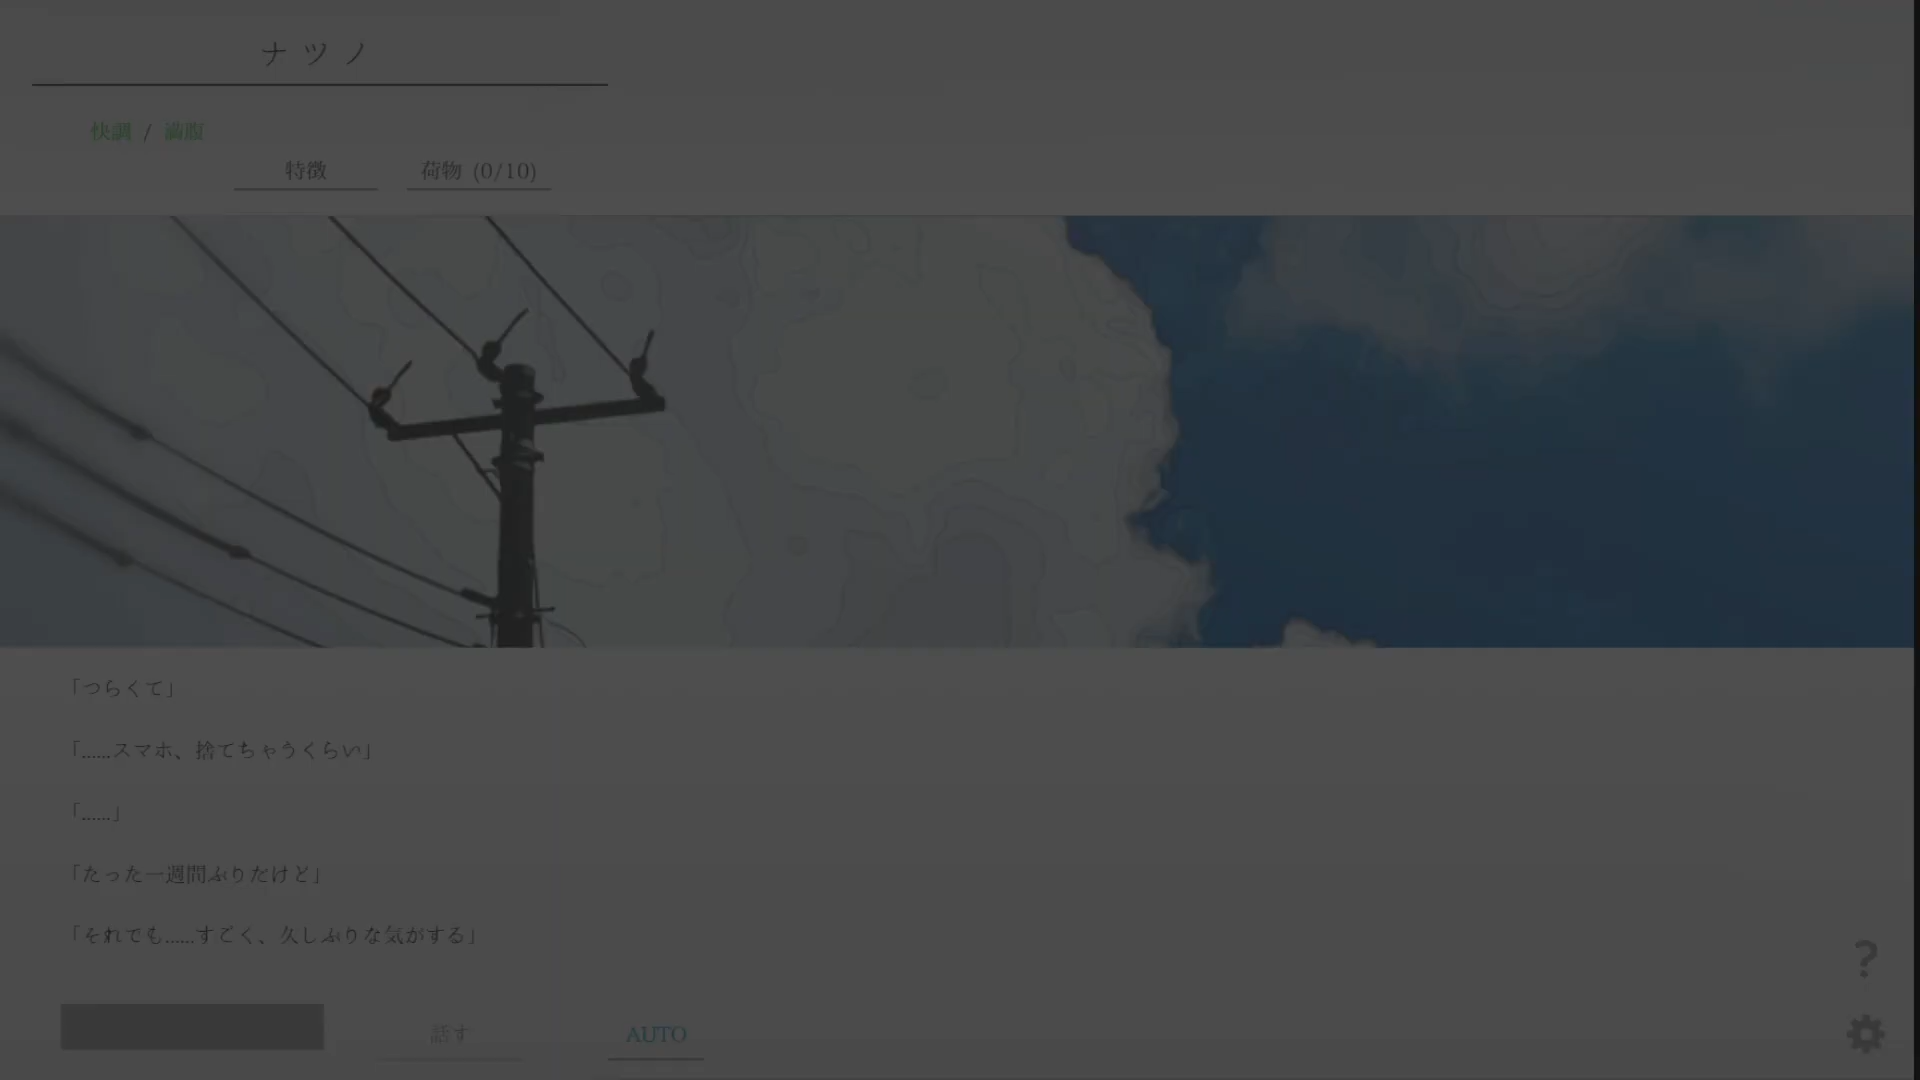 ナツノ
快調 / 満腹
特徴 荷物 (0/10)
「つらくて」
「……スマホ、捨てちゃうくらい」
「……」
「たった一週間ぶりだけど」
「それでも……すごく、久しぶりな気がする」
話す AUTO
?